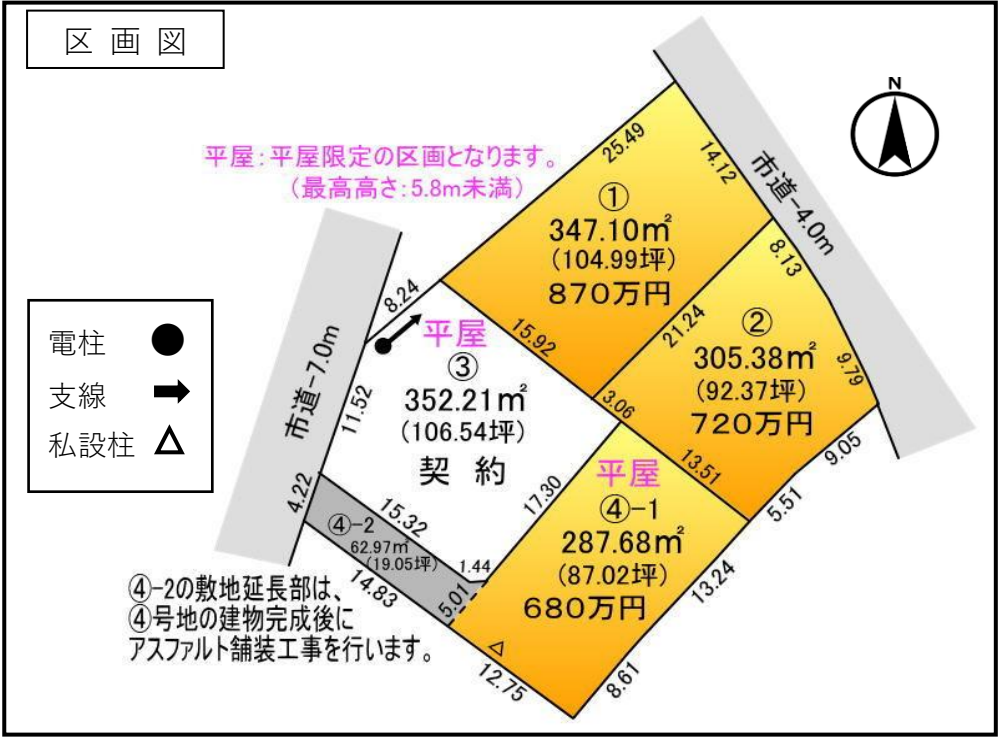 区画図
N
平屋：平屋限定の区画となります。
（最高高さ：5.8m未満）
25.49
14.12
市道-4.0m
①
347.10㎡
(104.99坪)
870万円
8.24
15.92
21.24
8.13
9.79
電柱
支線
私設柱
市道-7.0m
11.52
4.22
平屋
③
352.21㎡
(106.54坪)
契約
②
305.38㎡
(92.37坪)
720万円
3.06
13.51
9.05
5.51
17.30
平屋
④-1
287.68㎡
(87.02坪)
680万円
13.24
8.61
12.75
15.32
④-2
62.97㎡
(19.05坪)
1.44
5.01
14.83
④-2の敷地延長部は、
④号地の建物完成後に
アスファルト舗装工事を行います。